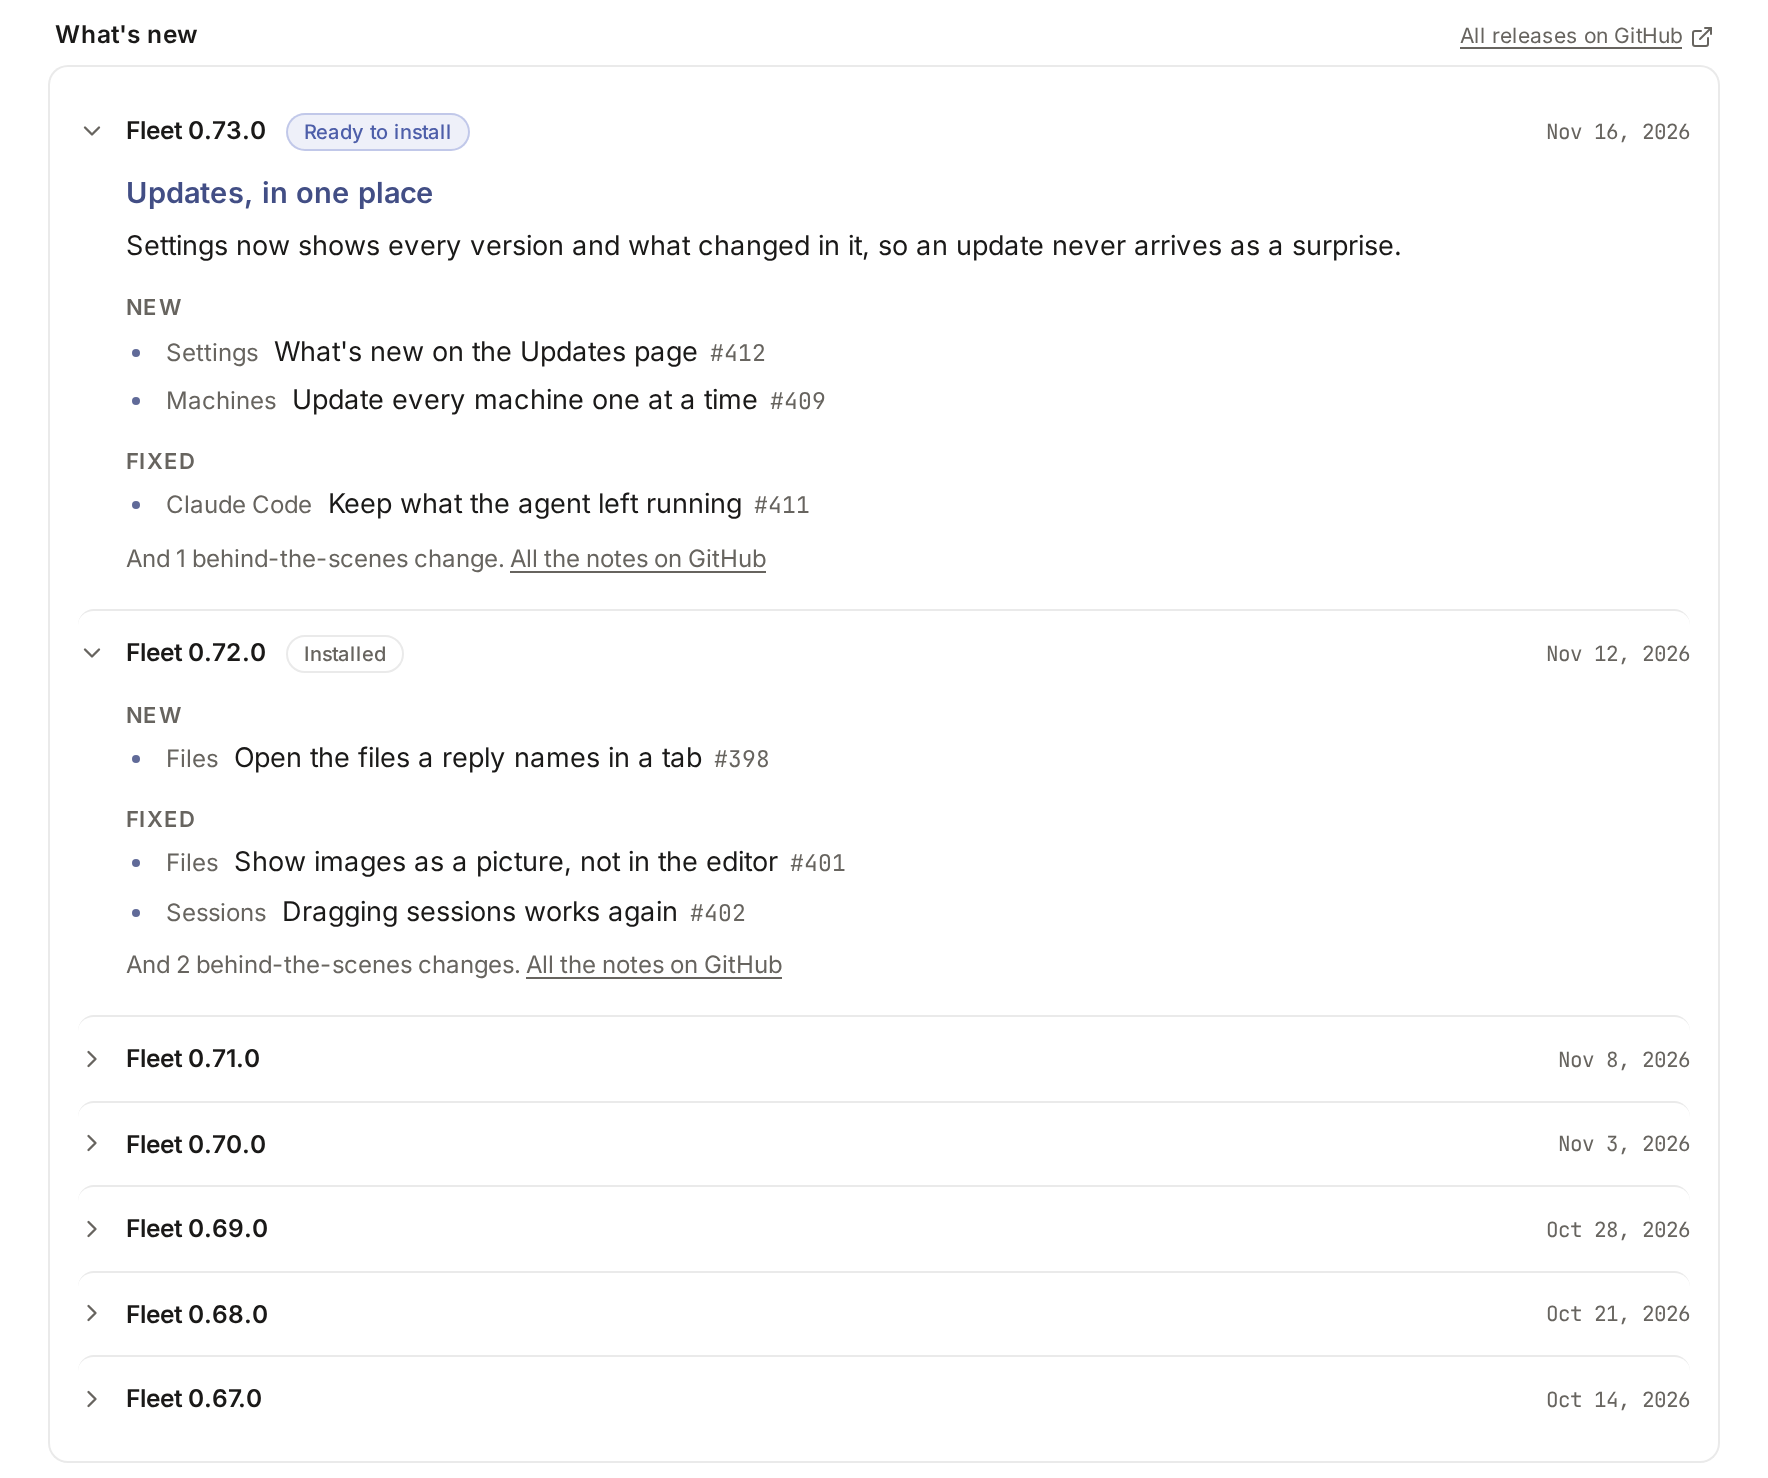 What's new
All releases on GitHub
Fleet 0.73.0 Ready to install Nov 16, 2026
Updates, in one place
Settings now shows every version and what changed in it, so an update never arrives as a surprise.
NEW
• Settings What's new on the Updates page #412
• Machines Update every machine one at a time #409
FIXED
• Claude Code Keep what the agent left running #411
And 1 behind-the-scenes change. All the notes on GitHub
Fleet 0.72.0 Installed Nov 12, 2026
NEW
• Files Open the files a reply names in a tab #398
FIXED
• Files Show images as a picture, not in the editor #401
• Sessions Dragging sessions works again #402
And 2 behind-the-scenes changes. All the notes on GitHub
Fleet 0.71.0 Nov 8, 2026
Fleet 0.70.0 Nov 3, 2026
Fleet 0.69.0 Oct 28, 2026
Fleet 0.68.0 Oct 21, 2026
Fleet 0.67.0 Oct 14, 2026